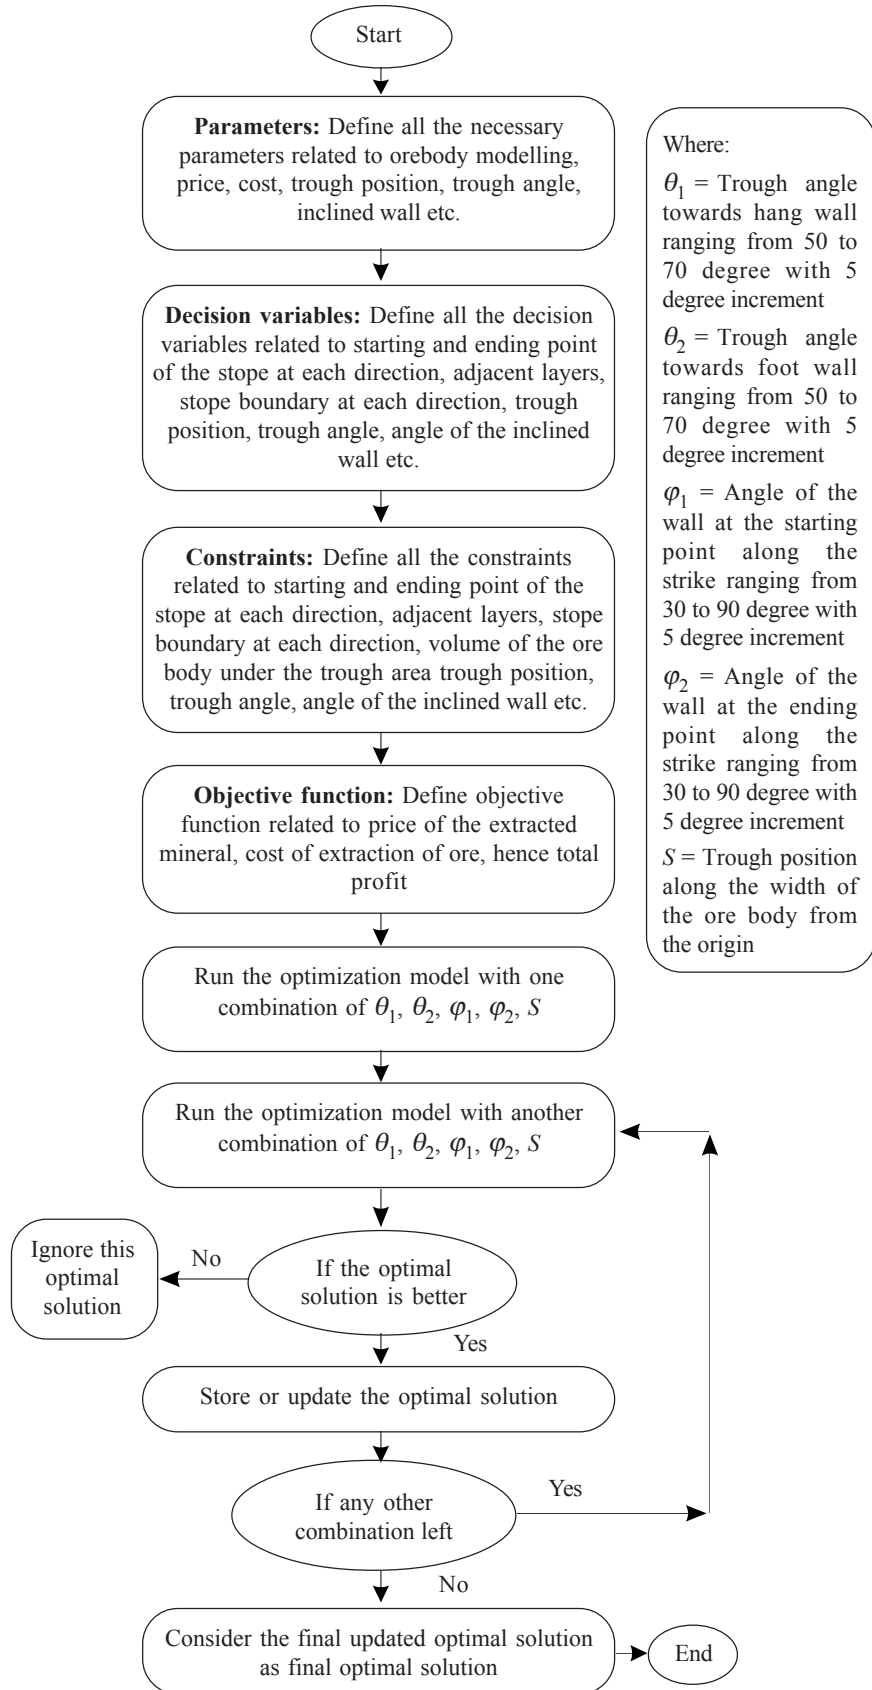 Start
Parameters: Define all the necessary
parameters related to orebody modelling,
price, cost, trough position, trough angle,
inclined wall etc.
Decision variables: Define all the decision
variables related to starting and ending point
of the stope at each direction, adjacent layers,
stope boundary at each direction, trough
position, trough angle, angle of the inclined
wall etc.
Constraints: Define all the constraints
related to starting and ending point of the
stope at each direction, adjacent layers, stope
boundary at each direction, volume of the ore
body under the trough area trough position,
trough angle, angle of the inclined wall etc.
Objective function: Define objective
function related to price of the extracted
mineral, cost of extraction of ore, hence total
profit
Run the optimization model with one
combination of θ₁, θ₂, φ₁, φ₂, S
Run the optimization model with another
combination of θ₁, θ₂, φ₁, φ₂, S
If the optimal
solution is better
No
Ignore this
optimal
solution
Yes
Store or update the optimal solution
If any other
combination left
Yes
No
Consider the final updated optimal solution
as final optimal solution
End
Where:
θ₁ = Trough angle
towards hang wall
ranging from 50 to
70 degree with 5
degree increment
θ₂ = Trough angle
towards foot wall
ranging from 50 to
70 degree with 5
degree increment
φ₁ = Angle of the
wall at the starting
point along the
strike ranging from
30 to 90 degree with
5 degree increment
φ₂ = Angle of the
wall at the ending
point along the
strike ranging from
30 to 90 degree with
5 degree increment
S = Trough position
along the width of
the ore body from
the origin